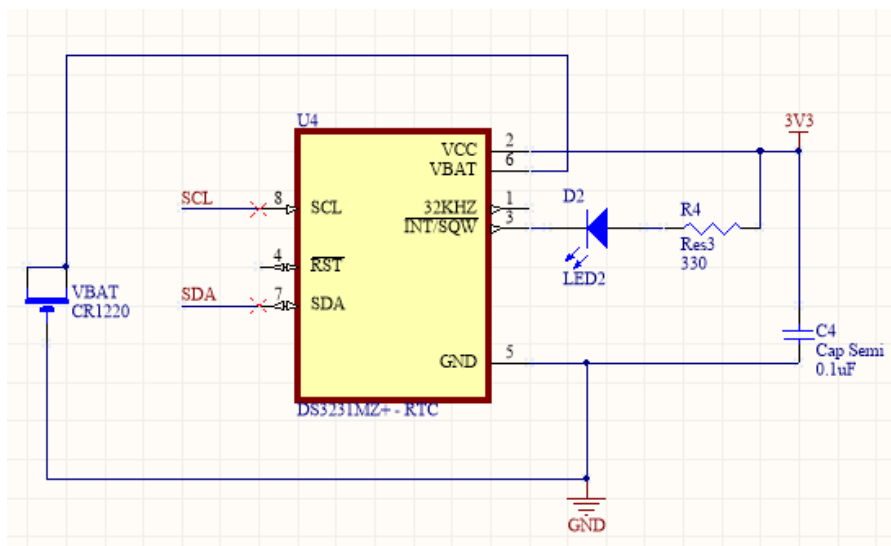 U4
3V3
VCC 2
VBAT 6
SCL 8 SCL
32KHZ 1
INT/SQW 3
D2
LED2
R4
Res3
330
4 RST
VBAT
CR1220
SDA 7 SDA
C4
Cap Semi
0.1uF
GND 5
DS3231MZ+ - RTC
GND